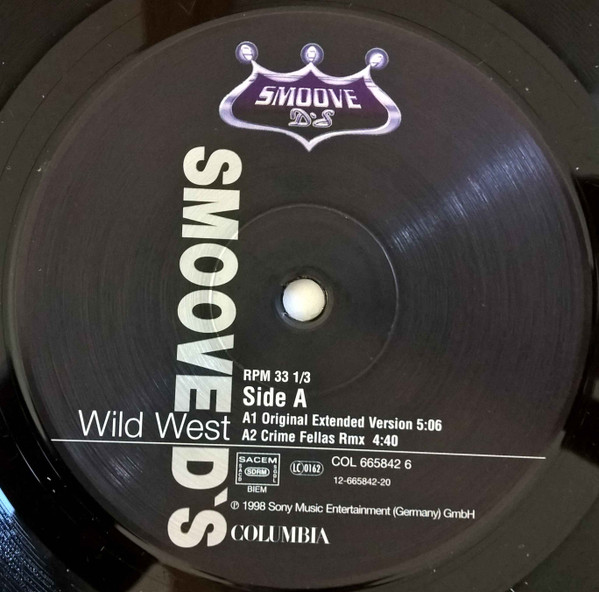 SMOOVE
D'S
SMOOVE D'S
RPM 33 1/3
Side A
Wild West
A1 Original Extended Version 5:06
A2 Crime Fellas Rmx 4:40
SACEM
SACD SDRM SGDL
BIEM
LC 0162
COL 665842 6
12-665842-20
℗ 1998 Sony Music Entertainment (Germany) GmbH
COLUMBIA